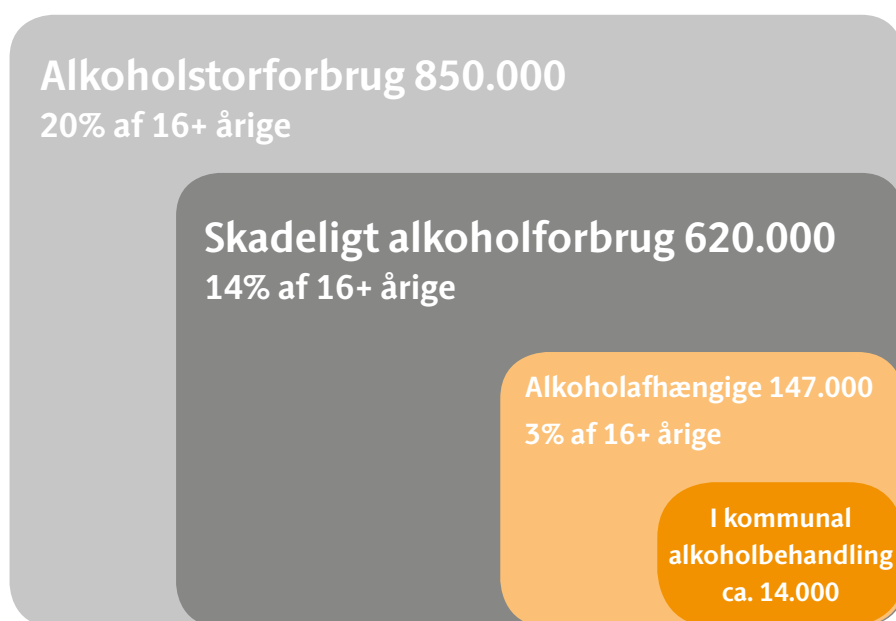 Alkoholstorforbrug 850.000
20% af 16+ årige
Skadeligt alkoholforbrug 620.000
14% af 16+ årige
Alkoholafhængige 147.000
3% af 16+ årige
I kommunal
alkoholbehandling
ca. 14.000